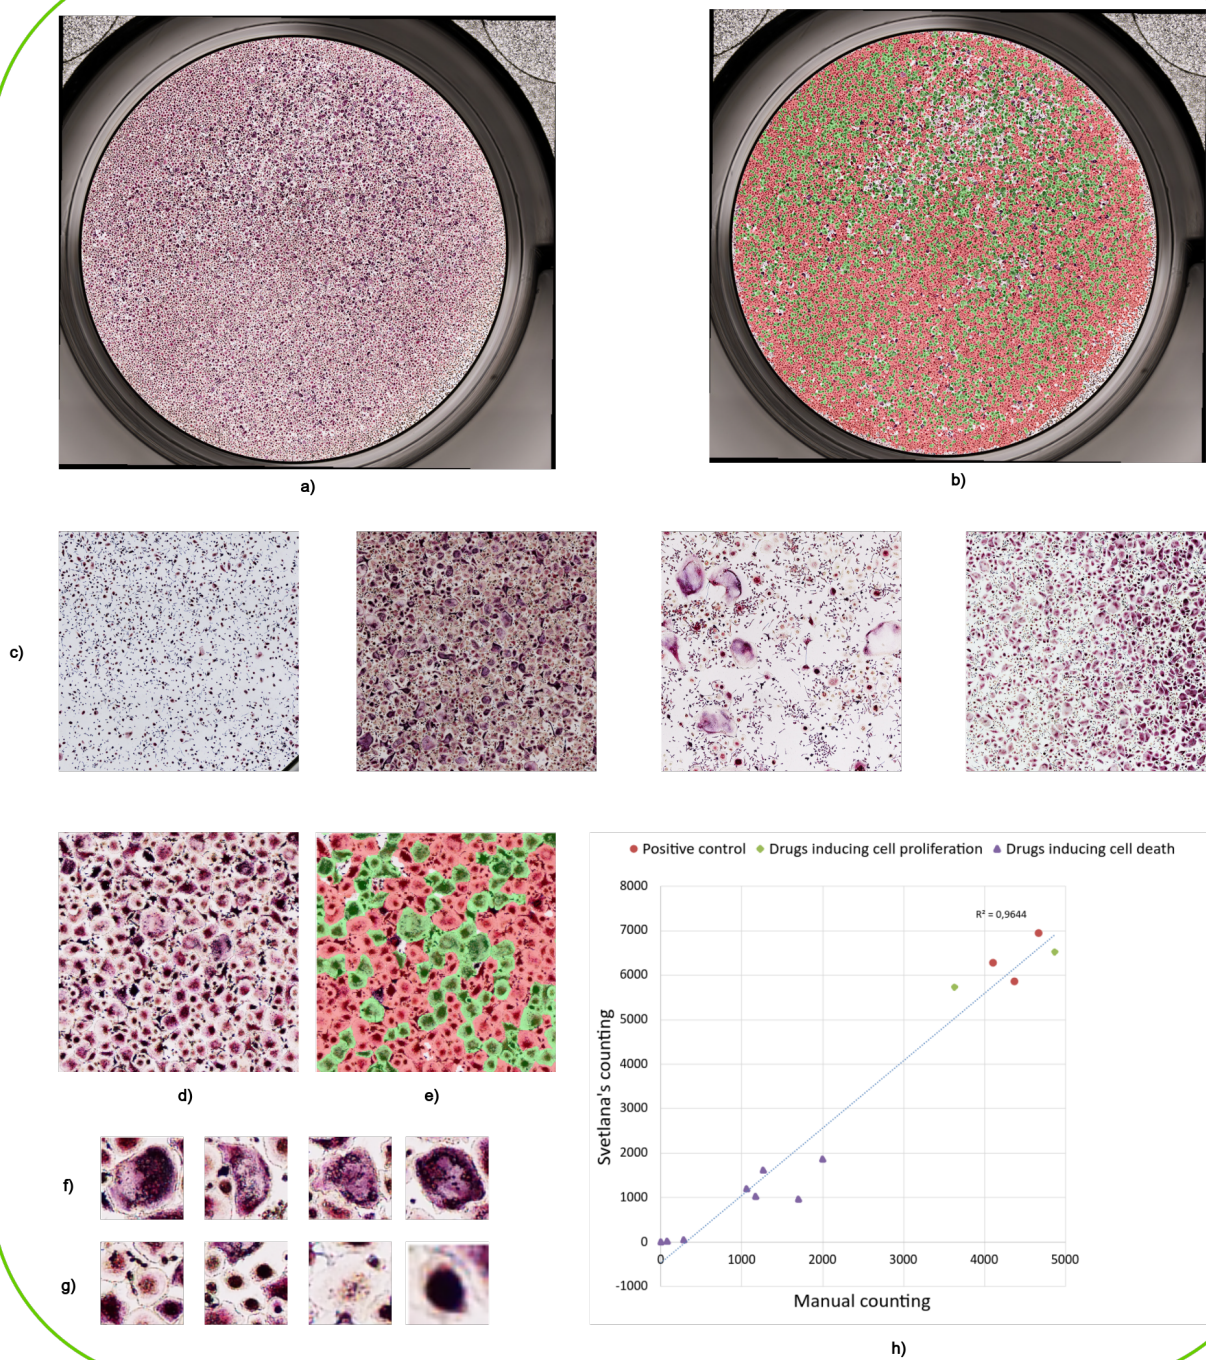 a)
b)
c)
d)
e)
f)
g)
Positive control Drugs inducing cell proliferation Drugs inducing cell death
8000
7000
6000
5000
4000
3000
2000
1000
0
-1000
R² = 0,9644
0 1000 2000 3000 4000 5000
Svetlana's counting
Manual counting
h)